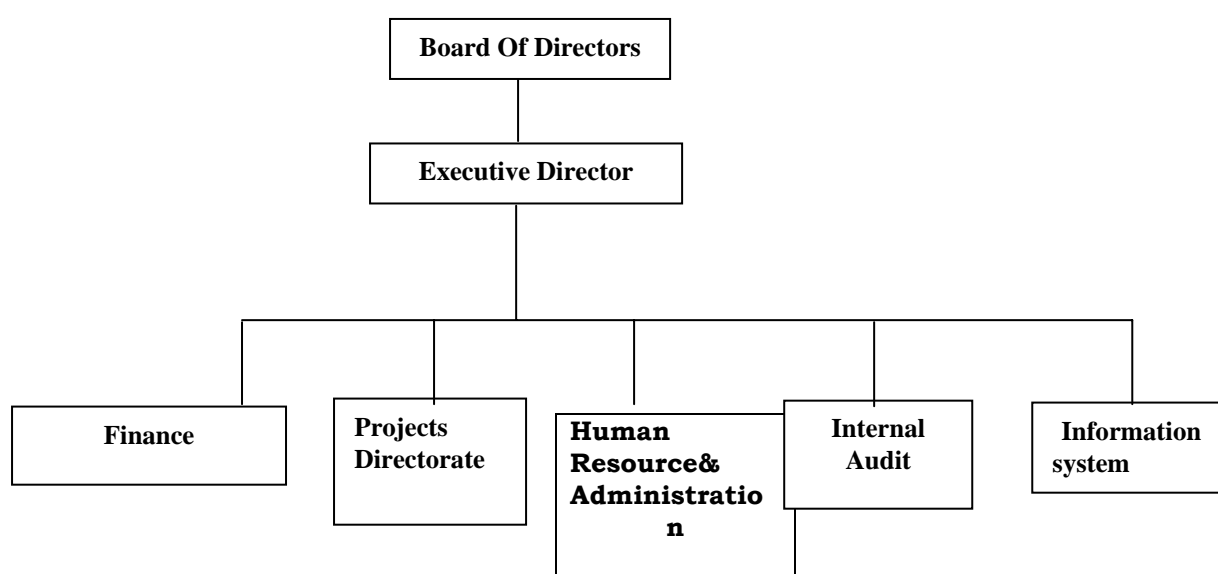 Board Of Directors
Executive Director
Finance
Projects
Directorate
Human
Resource&
Administratio
n
Internal
Audit
Information
system